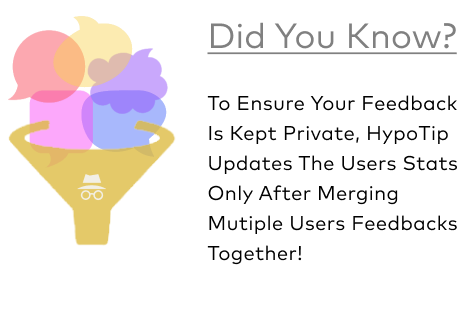 Did You Know?
To Ensure Your Feedback
Is Kept Private, HypoTip
Updates The Users Stats
Only After Merging
Mutiple Users Feedbacks
Together!